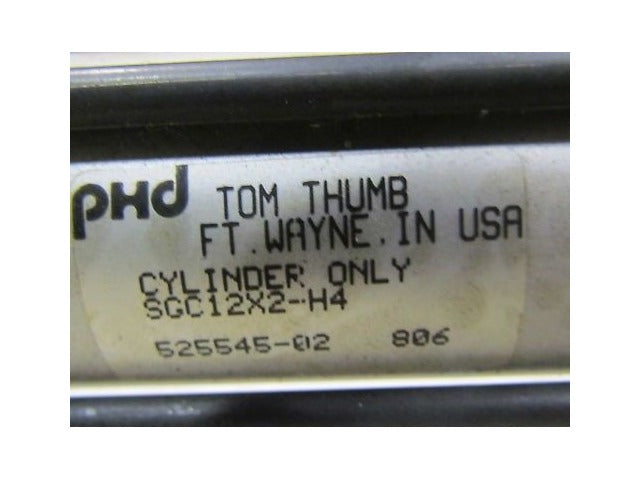 PHD TOM THUMB
FT. WAYNE. IN USA
CYLINDER ONLY
SGC12X2-H4
525545-02 806